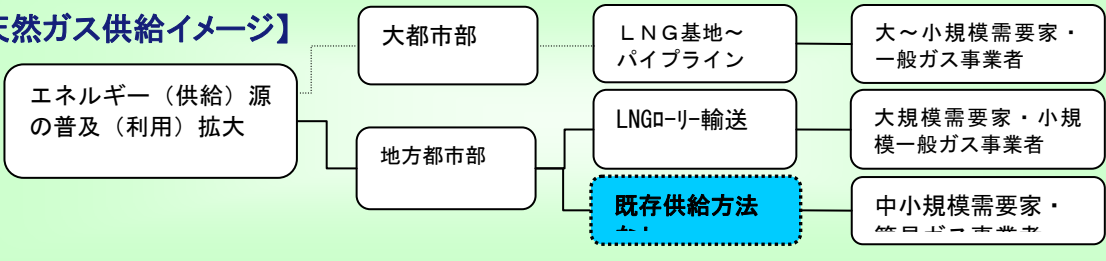 然ガス供給イメージ】
エネルギー（供給）源
の普及（利用）拡大
大都市部
地方都市部
ＬＮＧ基地～
パイプライン
LNGﾛｰﾘｰ輸送
既存供給方法
大～小規模需要家・
一般ガス事業者
大規模需要家・小規
模一般ガス事業者
中小規模需要家・